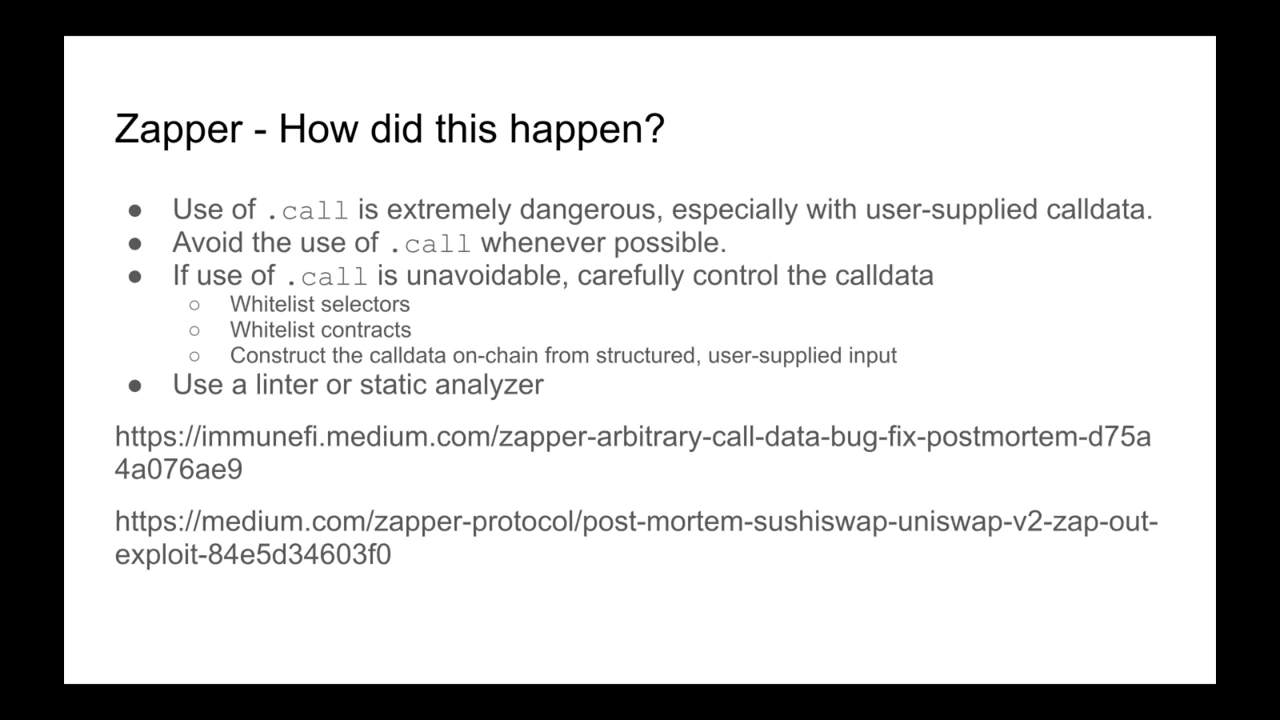 Zapper - How did this happen?
● Use of .call is extremely dangerous, especially with user-supplied calldata.
● Avoid the use of .call whenever possible.
● If use of .call is unavoidable, carefully control the calldata
○ Whitelist selectors
○ Whitelist contracts
○ Construct the calldata on-chain from structured, user-supplied input
● Use a linter or static analyzer
https://immunefi.medium.com/zapper-arbitrary-call-data-bug-fix-postmortem-d75a
4a076ae9
https://medium.com/zapper-protocol/post-mortem-sushiswap-uniswap-v2-zap-out-
exploit-84e5d34603f0